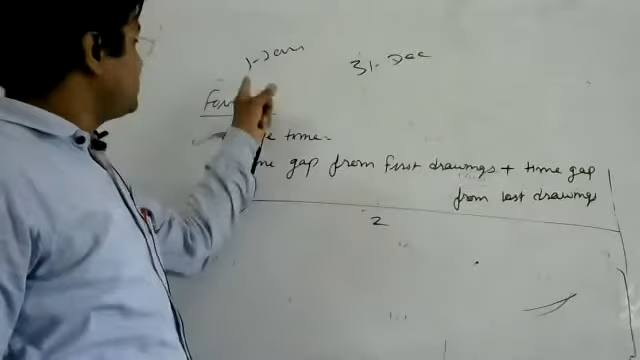 1-Jan 31-Dec
time=
gap from first drawings + time gap
from last drawings
2